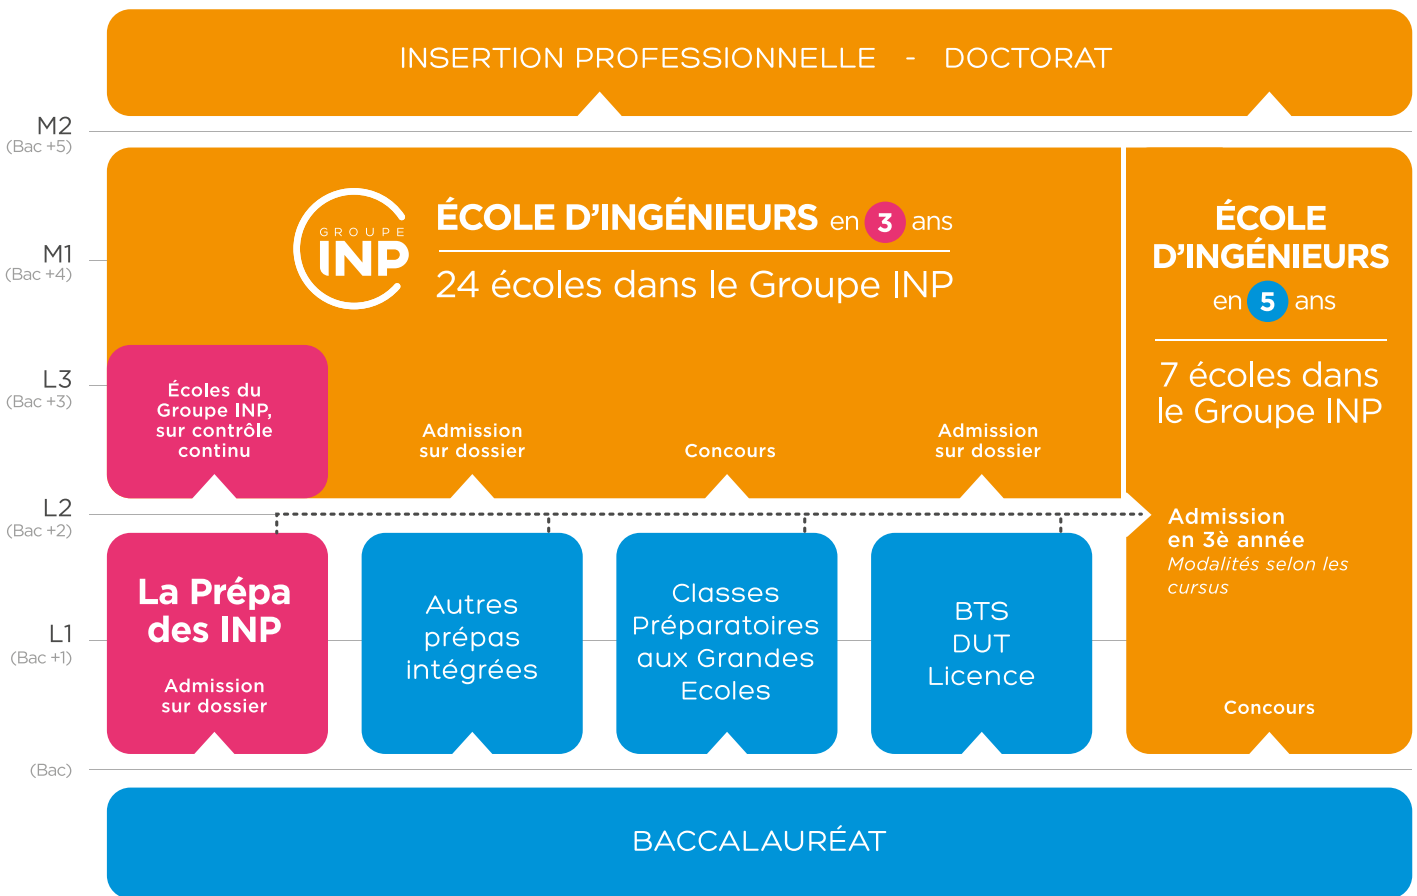 INSERTION PROFESSIONNELLE - DOCTORAT
M2
(Bac +5)
GROUPE
INP
ÉCOLE D'INGÉNIEURS en 3 ans
24 écoles dans le Groupe INP
ÉCOLE
D'INGÉNIEURS
en 5 ans
7 écoles dans
le Groupe INP
M1
(Bac +4)
L3
(Bac +3)
Écoles du
Groupe INP,
sur contrôle
continu
Admission
sur dossier
Concours
Admission
sur dossier
L2
(Bac +2)
Admission
en 3è année
Modalités selon les
cursus
La Prépa
des INP
Admission
sur dossier
Autres
prépas
intégrées
Classes
Préparatoires
aux Grandes
Ecoles
BTS
DUT
Licence
L1
(Bac +1)
Concours
(Bac)
BACCALAURÉAT